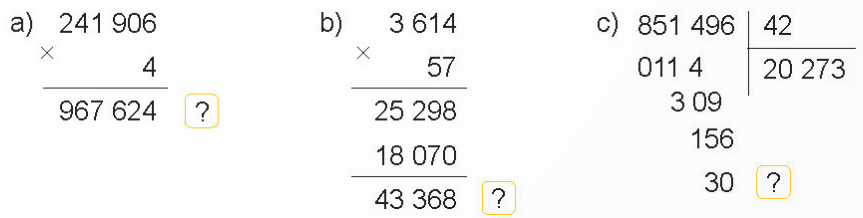 a) 241 906
×
4
967 624 ?
b) 3 614
×
57
25 298
18 070
43 368 ?
c) 851 496 42
011 4 20 273
3 09
156
30 ?